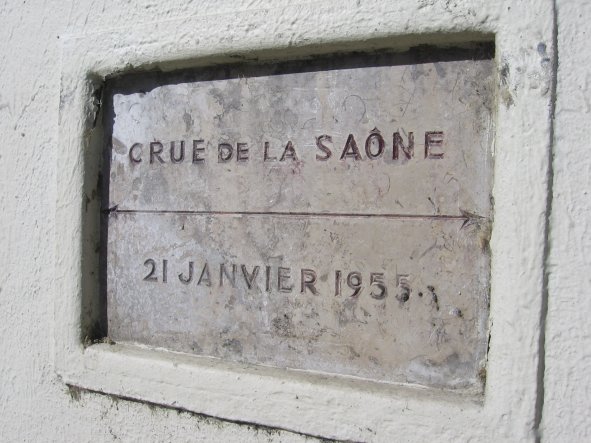 CRUE DE LA SAÔNE
21 JANVIER 1955.